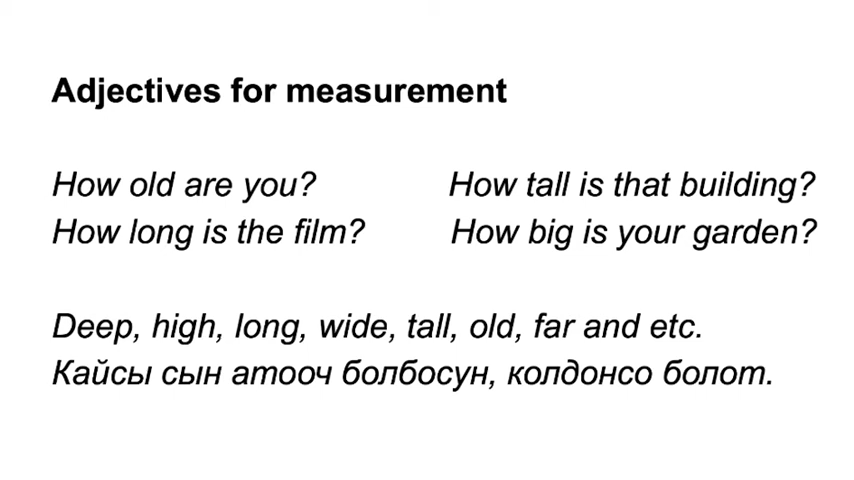 Adjectives for measurement
How old are you? How tall is that building?
How long is the film? How big is your garden?
Deep, high, long, wide, tall, old, far and etc.
Кайсы сын атооч болбосун, колдонсо болот.